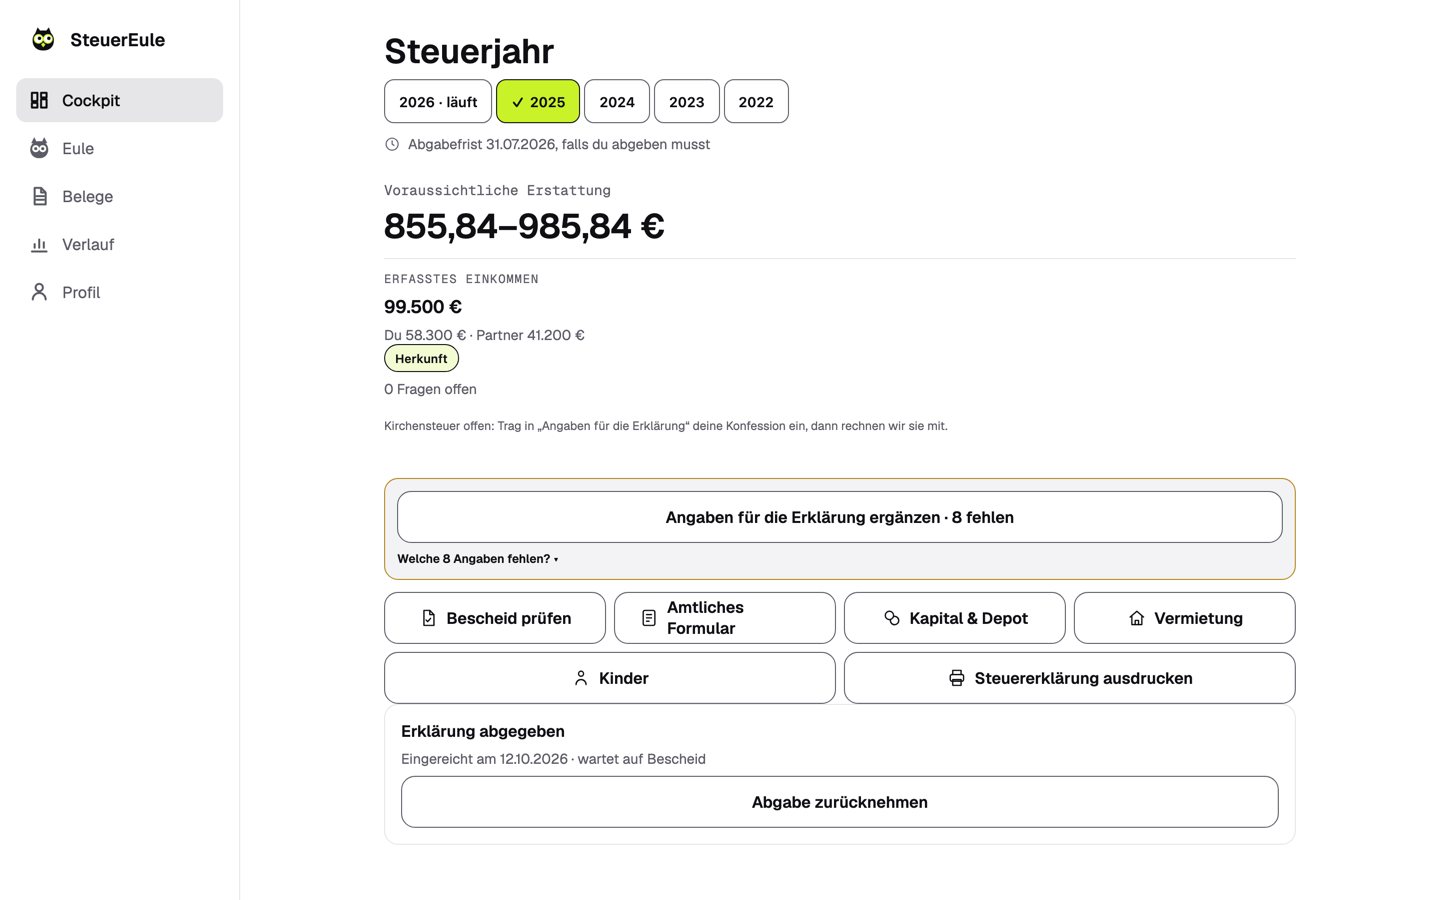 SteuerEule
Cockpit
Eule
Belege
Verlauf
Profil
Steuerjahr
2026 · läuft
✓ 2025
2024
2023
2022
Abgabefrist 31.07.2026, falls du abgeben musst
Voraussichtliche Erstattung
855,84–985,84 €
ERFASSTES EINKOMMEN
99.500 €
Du 58.300 € · Partner 41.200 €
Herkunft
0 Fragen offen
Kirchensteuer offen: Trag in „Angaben für die Erklärung“ deine Konfession ein, dann rechnen wir sie mit.
Angaben für die Erklärung ergänzen · 8 fehlen
Welche 8 Angaben fehlen? ▾
Bescheid prüfen
Amtliches
Formular
Kapital & Depot
Vermietung
Kinder
Steuererklärung ausdrucken
Erklärung abgegeben
Eingereicht am 12.10.2026 · wartet auf Bescheid
Abgabe zurücknehmen